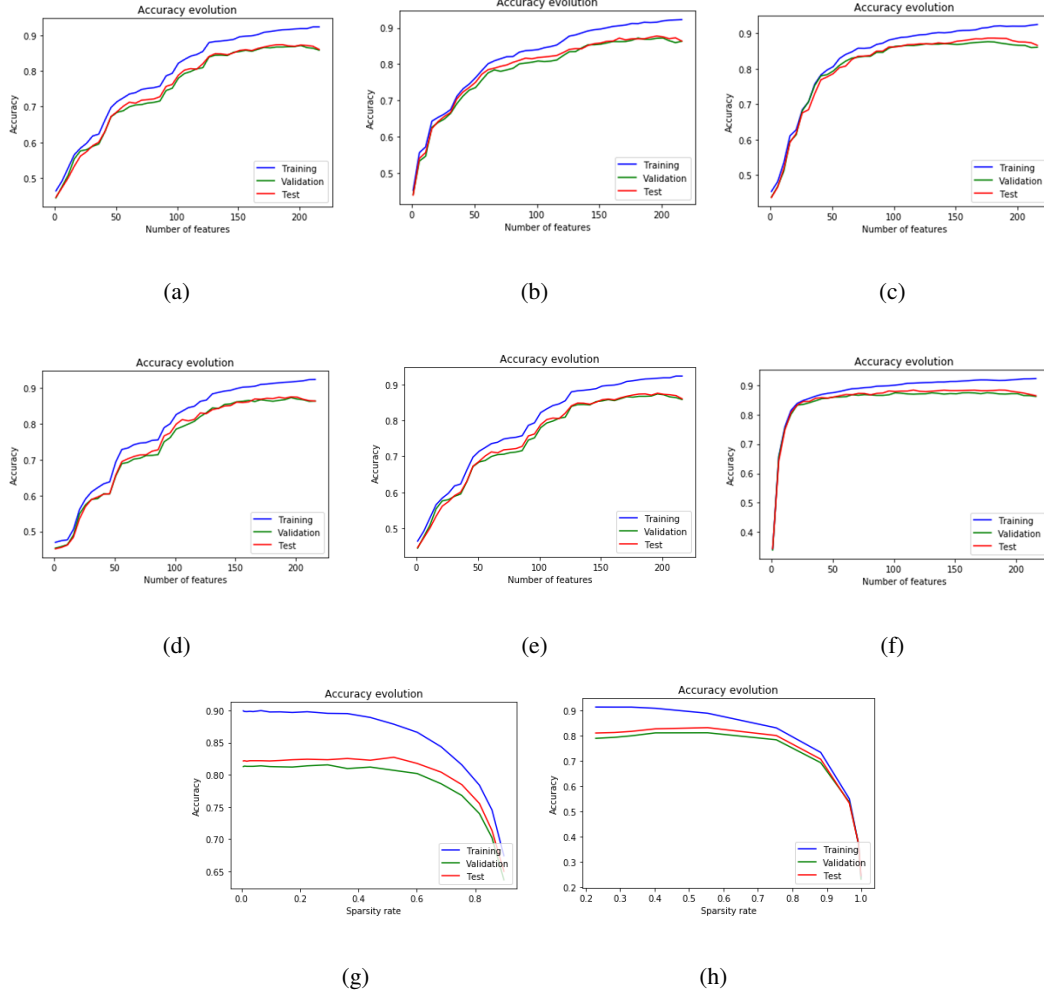 Accuracy evolution
Accuracy
0.9
0.8
0.7
0.6
0.5
Training
Validation
Test
0 50 100 150 200
Number of features
(a)
Accuracy evolution
Accuracy
0.9
0.8
0.7
0.6
0.5
Training
Validation
Test
0 50 100 150 200
Number of features
(b)
Accuracy evolution
Accuracy
0.9
0.8
0.7
0.6
0.5
Training
Validation
Test
0 50 100 150 200
Number of features
(c)
Accuracy evolution
Accuracy
0.9
0.8
0.7
0.6
0.5
Training
Validation
Test
0 50 100 150 200
Number of features
(d)
Accuracy evolution
Accuracy
0.9
0.8
0.7
0.6
0.5
Training
Validation
Test
0 50 100 150 200
Number of features
(e)
Accuracy evolution
Accuracy
0.9
0.8
0.7
0.6
0.5
0.4
Training
Validation
Test
0 50 100 150 200
Number of features
(f)
Accuracy evolution
Accuracy
0.90
0.85
0.80
0.75
0.70
0.65
Training
Validation
Test
0.0 0.2 0.4 0.6 0.8
Sparsity rate
(g)
Accuracy evolution
Accuracy
0.9
0.8
0.7
0.6
0.5
0.4
0.3
0.2
Training
Validation
Test
0.2 0.3 0.4 0.5 0.6 0.7 0.8 0.9 1.0
Sparsity rate
(h)